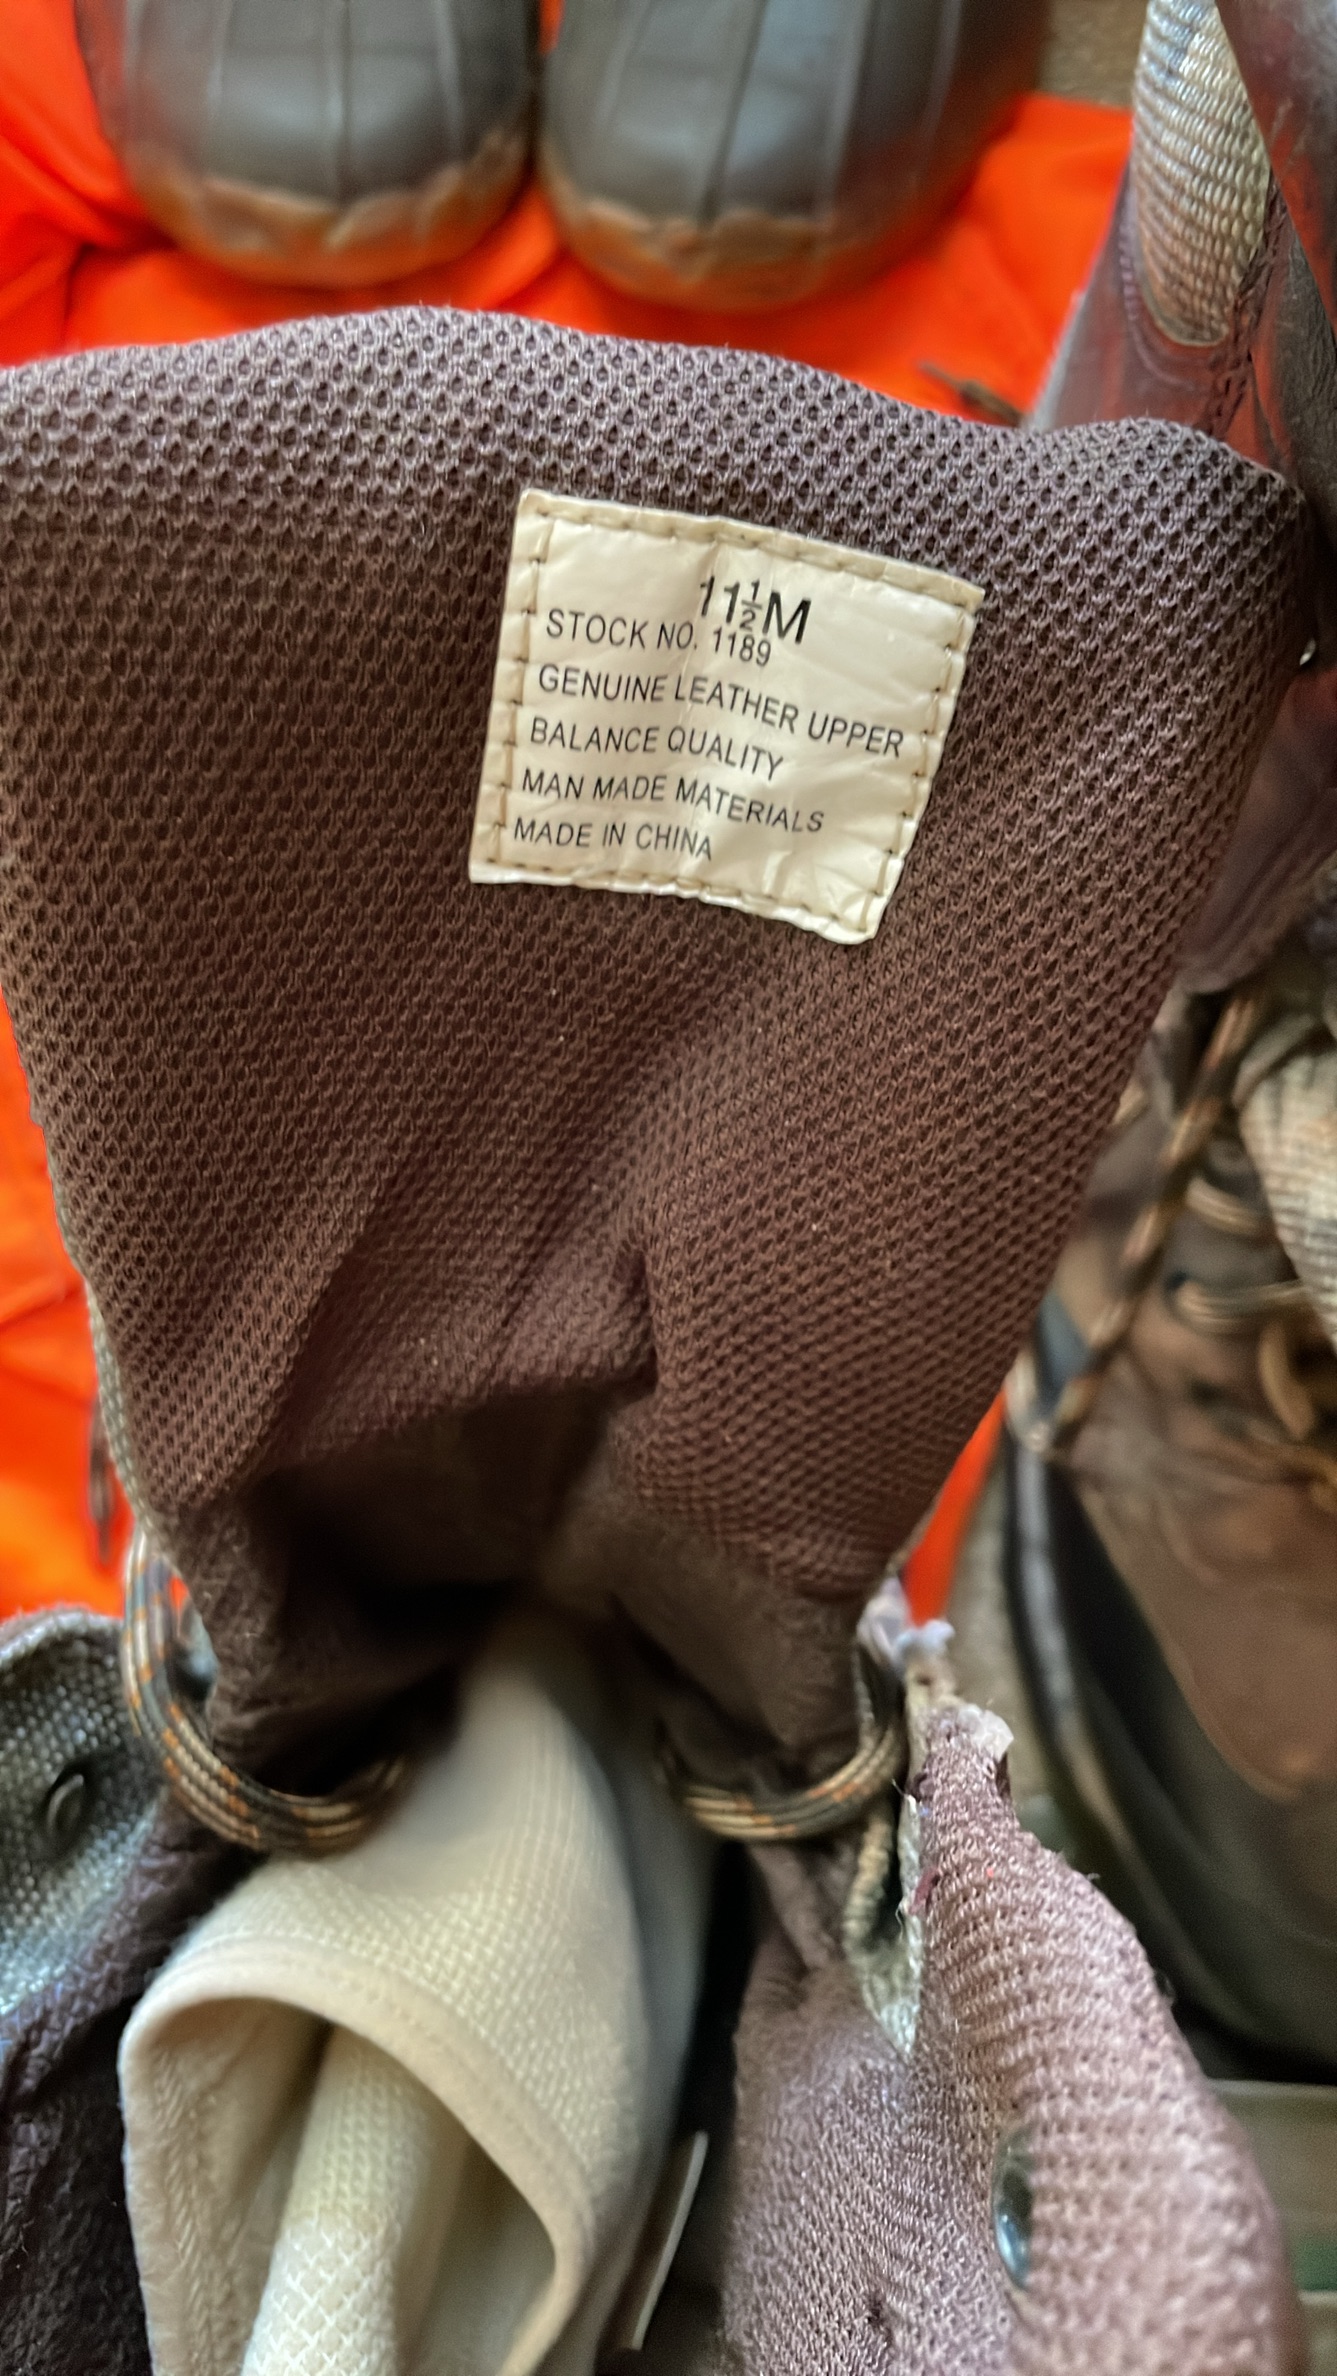 11½M
STOCK NO. 1189
GENUINE LEATHER UPPER
BALANCE QUALITY
MAN MADE MATERIALS
MADE IN CHINA